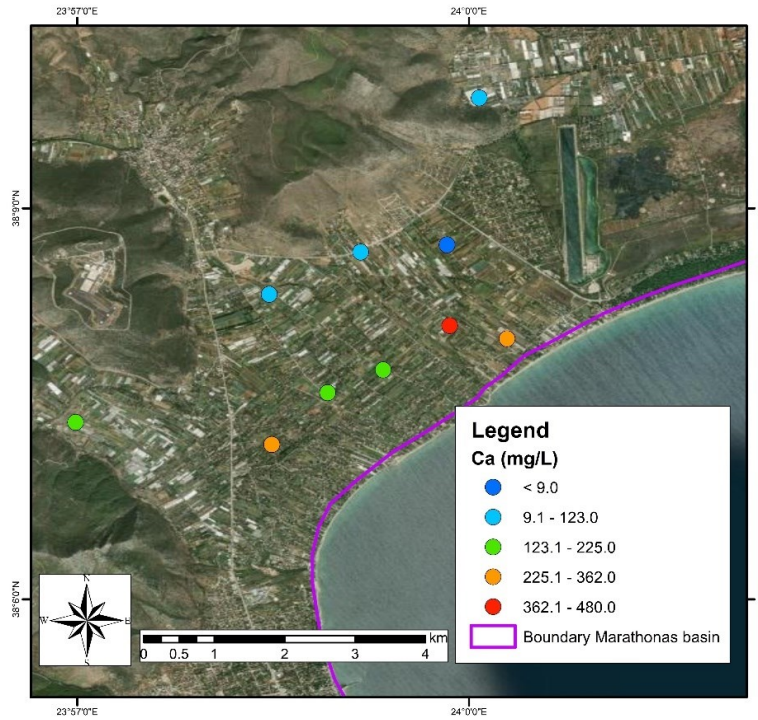 23°57'0"E 24°0'0"E
38°9'0"N
38°6'0"N
Legend
Ca (mg/L)
< 9.0
9.1 - 123.0
123.1 - 225.0
225.1 - 362.0
362.1 - 480.0
Boundary Marathonas basin
N
W E
S
km
0 0.5 1 2 3 4
23°57'0"E 24°0'0"E